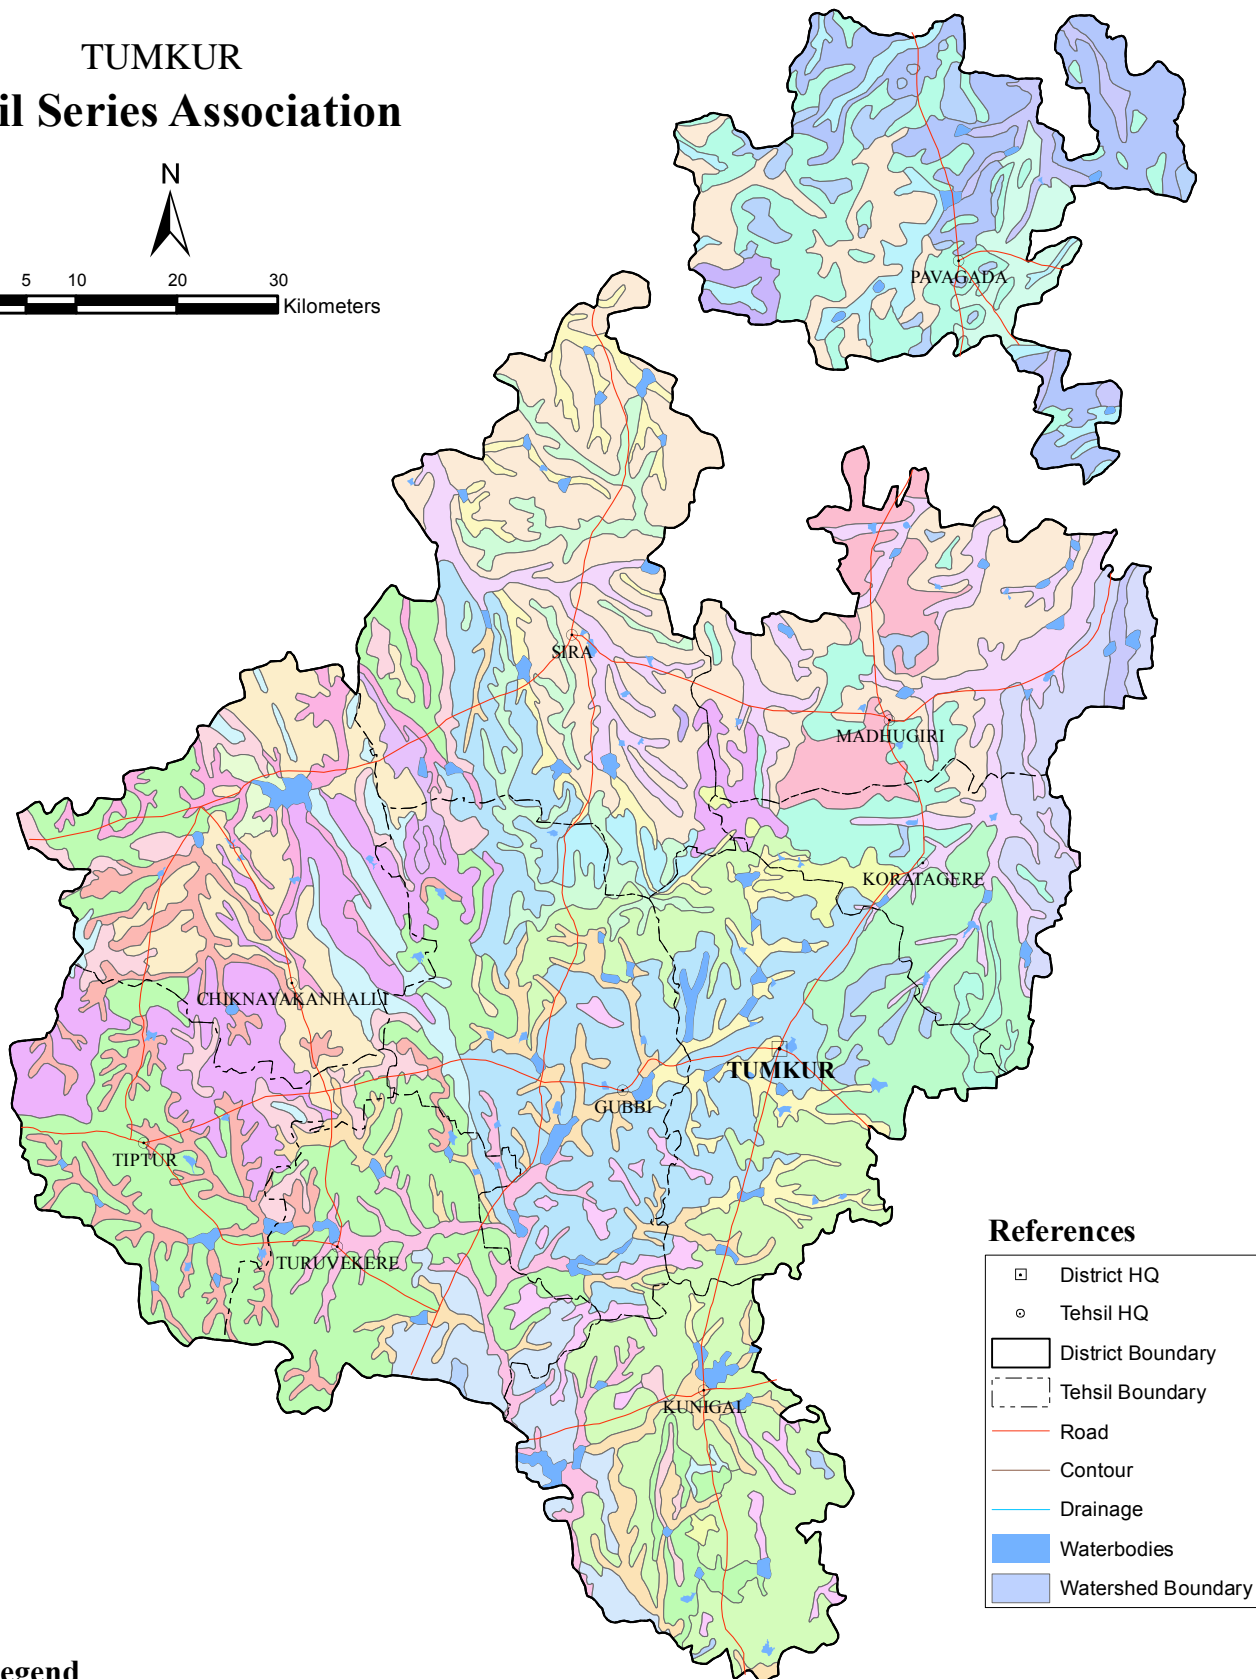 TUMKUR
il Series Association
N
5 10 20 30
Kilometers
PAVAGADA
SIRA
MADHUGIRI
KORATAGERE
CHIKNAYAKANHALLI
TUMKUR
GUBBI
TIPTUR
TURUVEKERE
KUNIGAL
References
District HQ
Tehsil HQ
District Boundary
Tehsil Boundary
Road
Contour
Drainage
Waterbodies
Watershed Boundary
egend